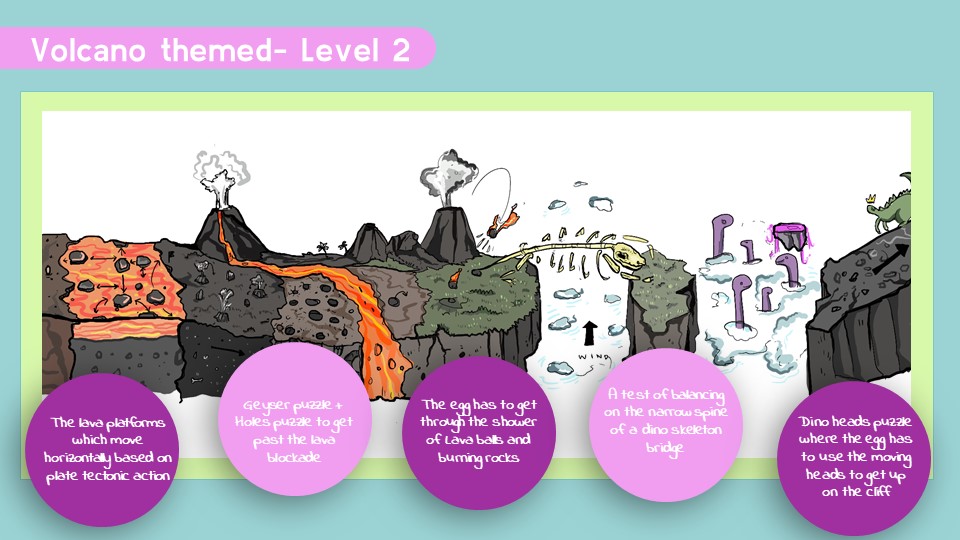 Volcano themed- Level 2
WIND
The lava platforms
which move
horizontally based on
plate tectonic action
Geyser puzzle +
Holes puzzle to get
past the lava
blockade
The egg has to get
through the shower
of Lava balls and
burning rocks
A test of balancing
on the narrow spine
of a dino skeleton
bridge
Dino heads puzzle
where the egg has
to use the moving
heads to get up
on the cliff